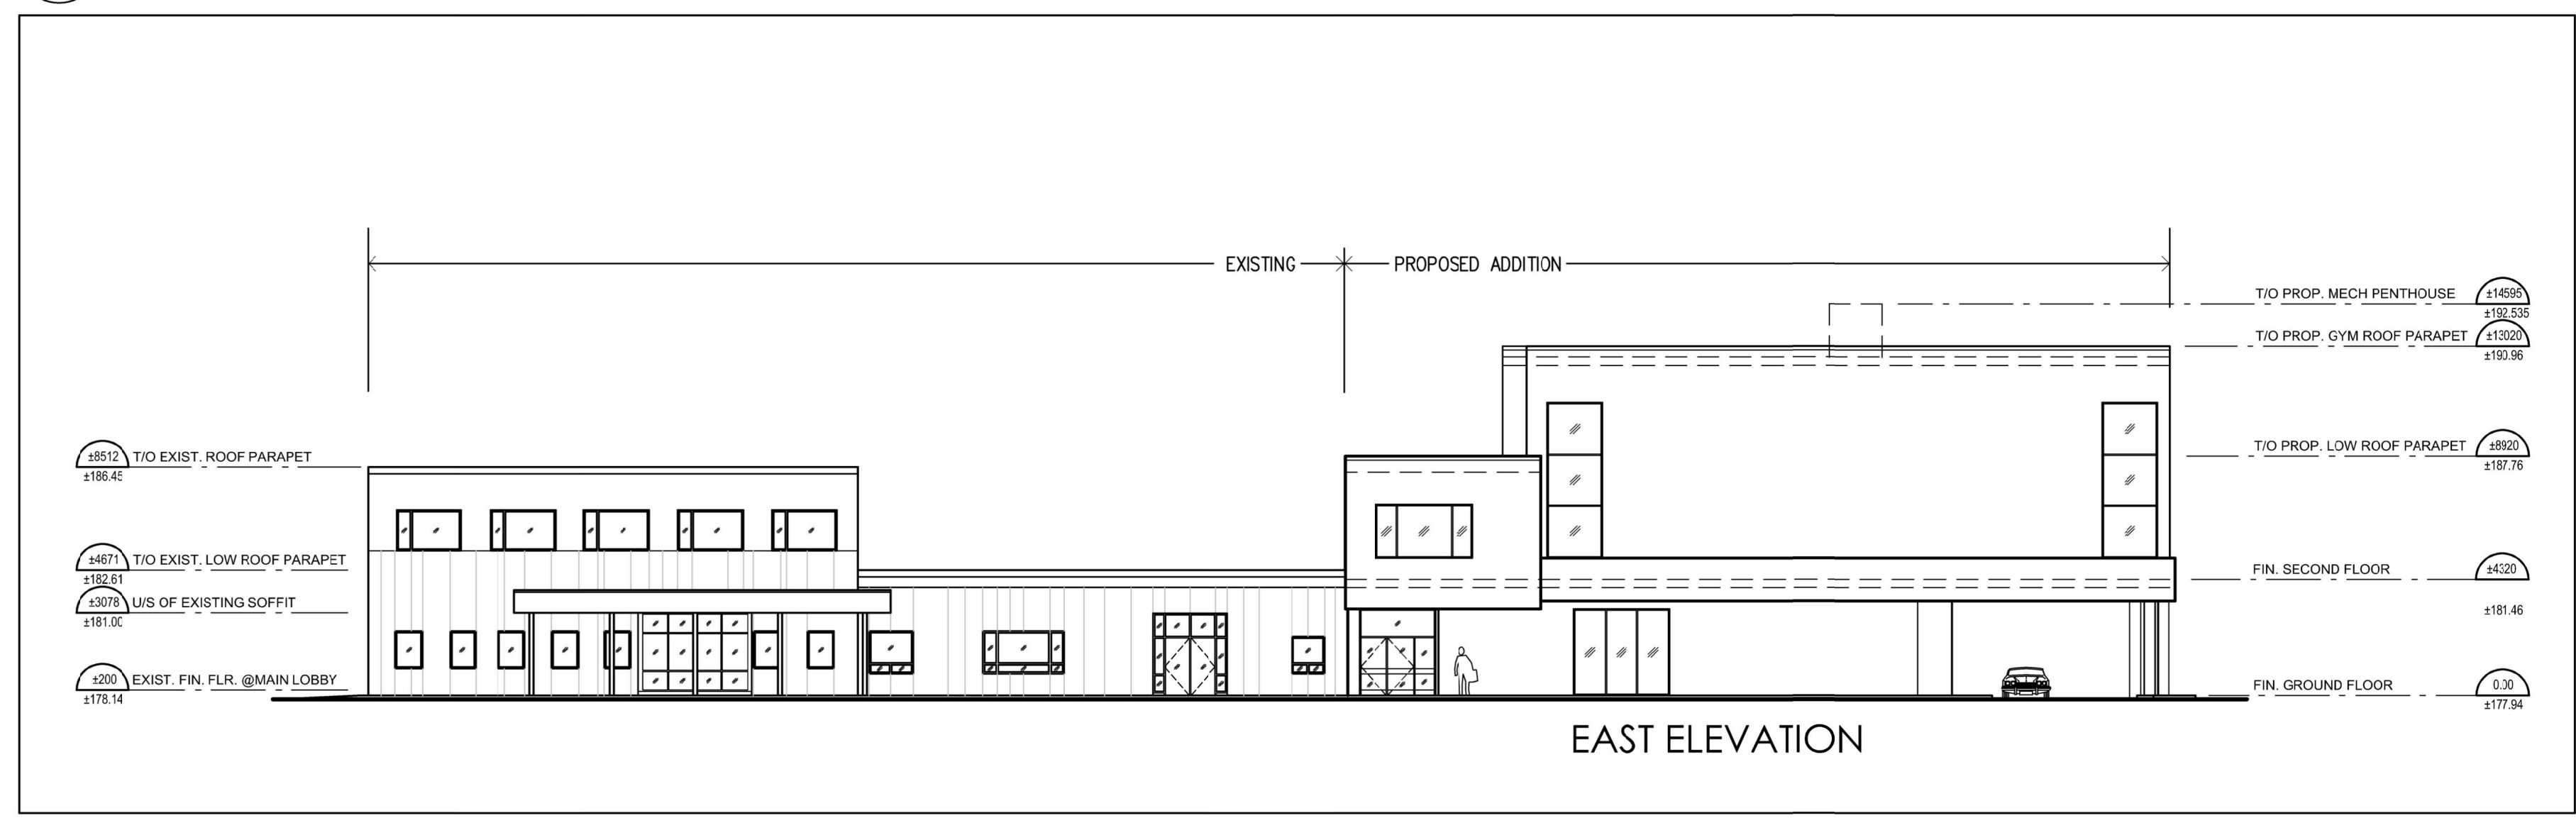 EXISTING
PROPOSED ADDITION
±14595
T/O PROP. MECH PENTHOUSE
±192.535
±13020
T/O PROP. GYM ROOF PARAPET
±190.96
±8512
T/O EXIST. ROOF PARAPET
±186.45
±8920
T/O PROP. LOW ROOF PARAPET
±187.76
±4671
T/O EXIST. LOW ROOF PARAPET
±182.61
±4320
FIN. SECOND FLOOR
±181.46
±3078
U/S OF EXISTING SOFFIT
±181.00
±200
EXIST. FIN. FLR. @MAIN LOBBY
±178.14
0.00
FIN. GROUND FLOOR
±177.94
EAST ELEVATION